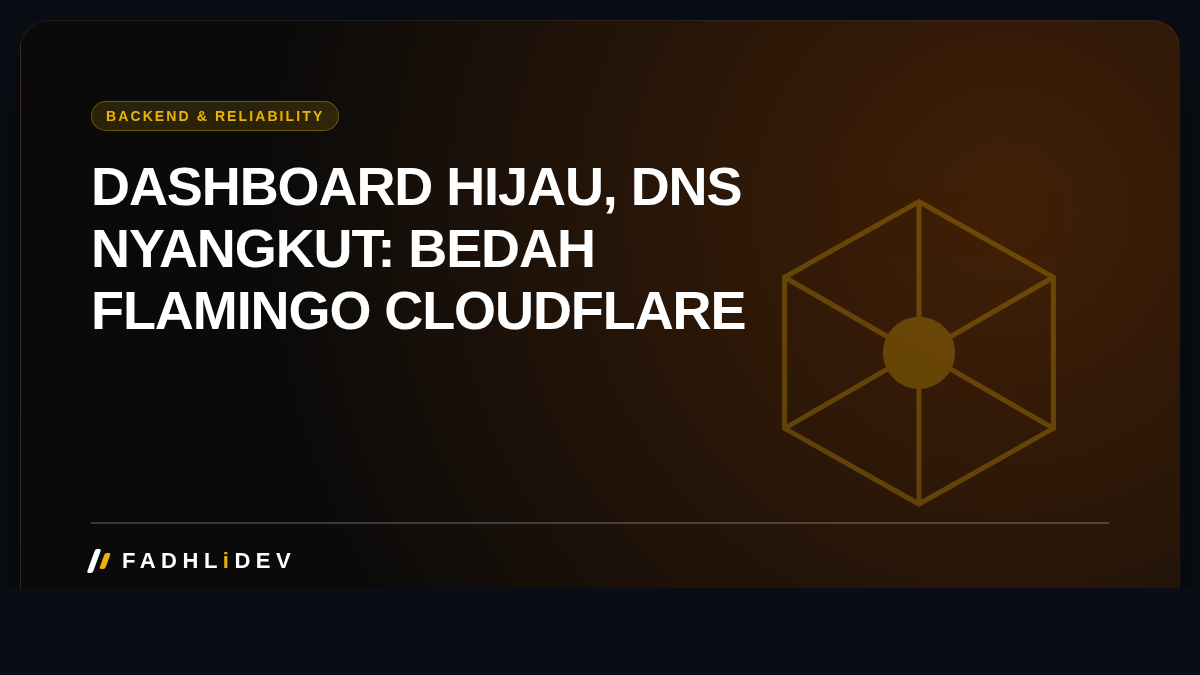 BACKEND & RELIABILITY
DASHBOARD HIJAU, DNS
NYANGKUT: BEDAH
FLAMINGO CLOUDFLARE
FADHLiDEV